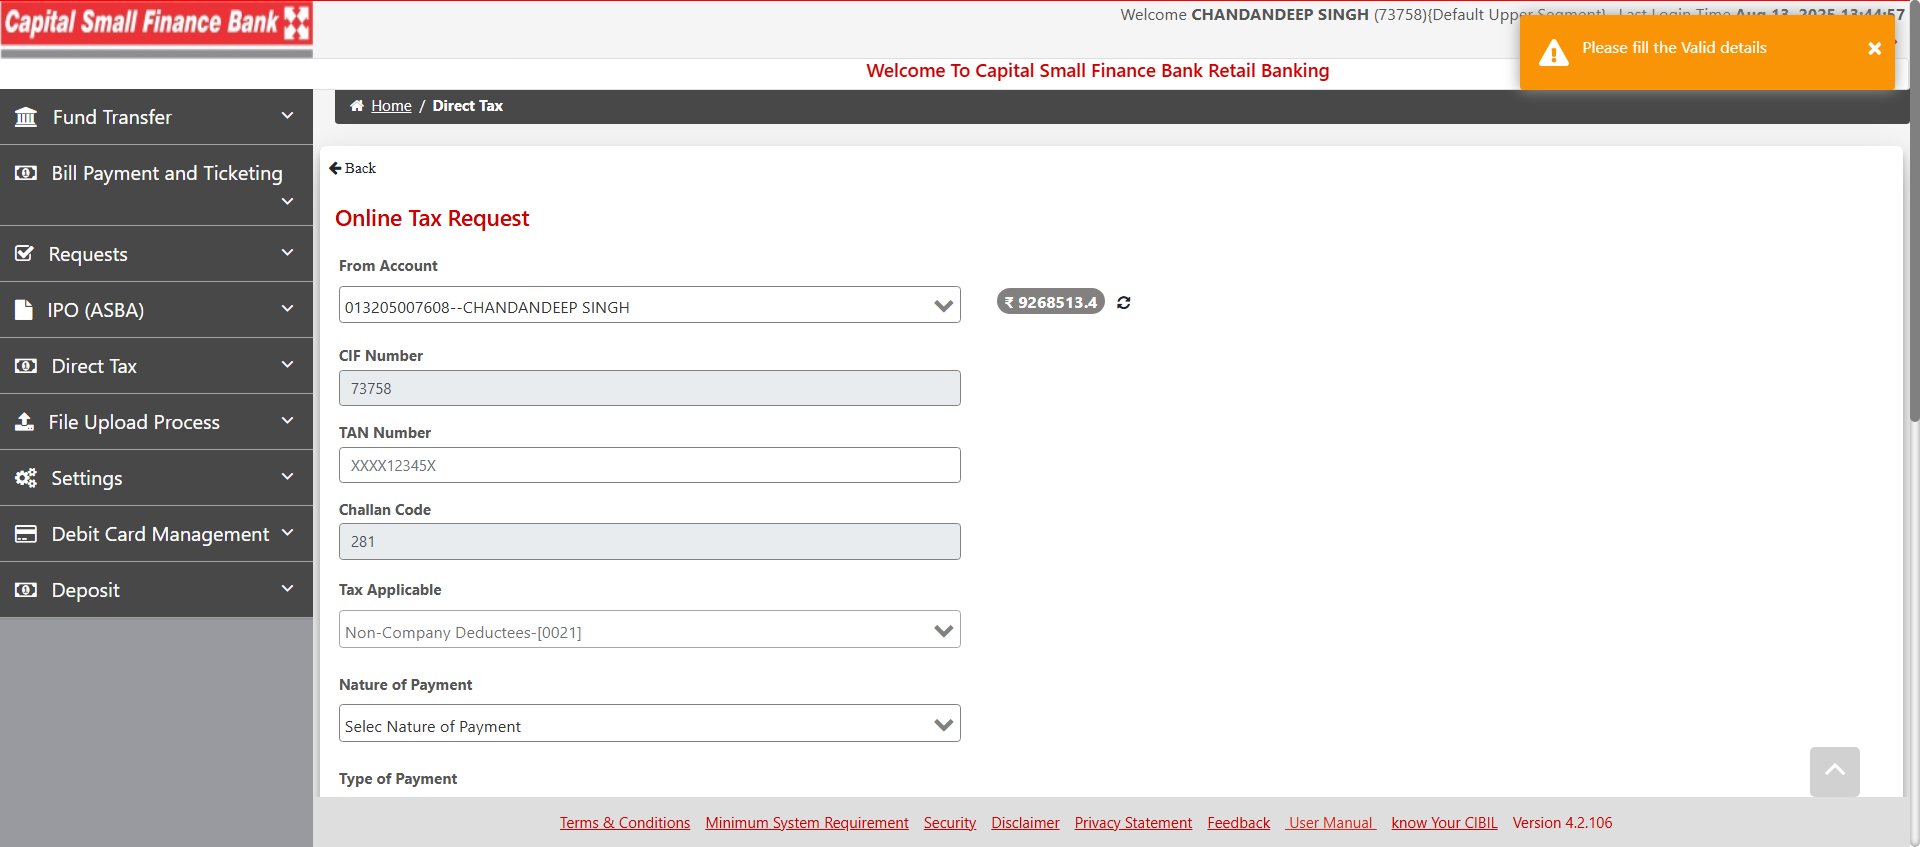 Capital Small Finance Bank
Welcome CHANDANDEEP SINGH (73758){Default Upper Segment} Last Login Time Aug 13, 2025 13:44:57
Please fill the Valid details
Welcome To Capital Small Finance Bank Retail Banking
Home / Direct Tax
Fund Transfer
Bill Payment and Ticketing
Requests
IPO (ASBA)
Direct Tax
File Upload Process
Settings
Debit Card Management
Deposit
Back
Online Tax Request
From Account
013205007608--CHANDANDEEP SINGH
₹ 9268513.4
CIF Number
73758
TAN Number
XXXX12345X
Challan Code
281
Tax Applicable
Non-Company Deductees-[0021]
Nature of Payment
Selec Nature of Payment
Type of Payment
Terms & Conditions Minimum System Requirement Security Disclaimer Privacy Statement Feedback User Manual know Your CIBIL Version 4.2.106